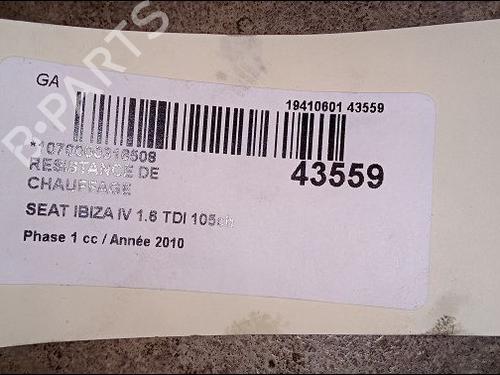 GA
19410601 43559
43559
RESISTANCE DE
CHAUFFAGE
SEAT IBIZA IV 1.6 TDI 105ch
Phase 1 cc / Année 2010
B-PARTS